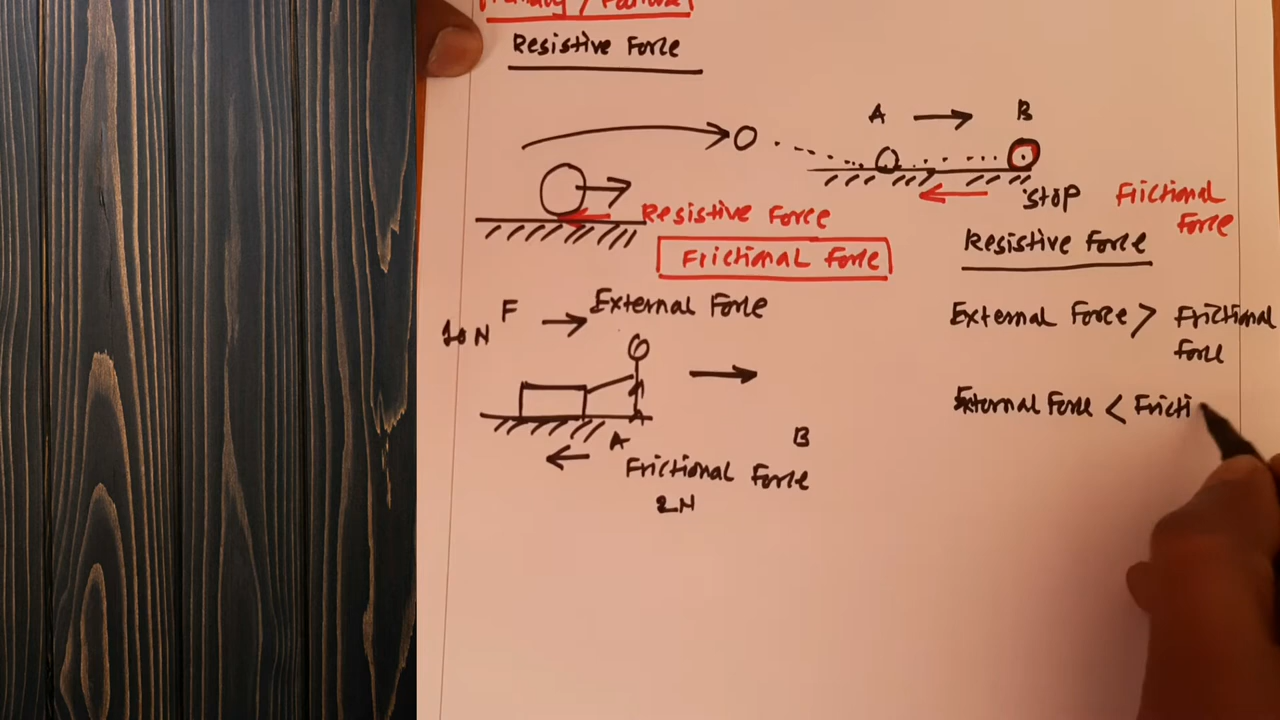 Resistive Force
A B
Resistive Force
STOP
Frictional
Force
Frictional Force
Resistive Force
F
External Force
10 N
External Force > Frictional
Force
External Force < Fricti
A
B
Frictional Force
2N